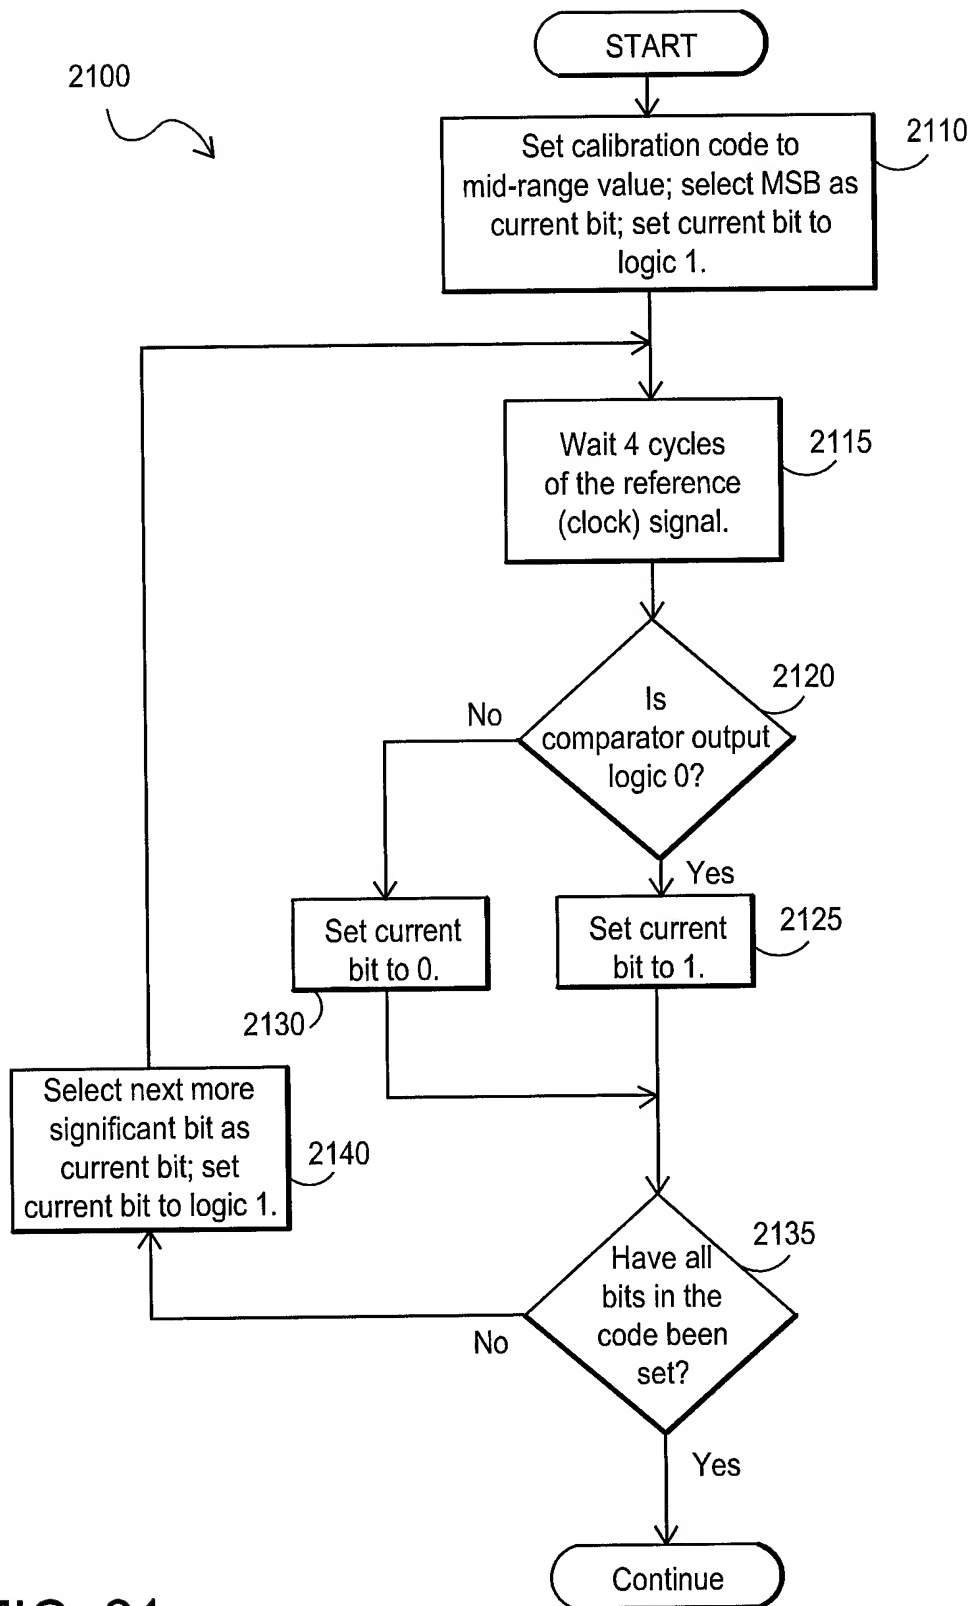 START
2100
2110
Set calibration code to
mid-range value; select MSB as
current bit; set current bit to
logic 1.
2115
Wait 4 cycles
of the reference
(clock) signal.
2120
Is
comparator output
logic 0?
No
Yes
2125
Set current
bit to 0.
Set current
bit to 1.
2130
Select next more
significant bit as
current bit; set
current bit to logic 1.
2140
2135
Have all
bits in the
code been
set?
No
Yes
Continue